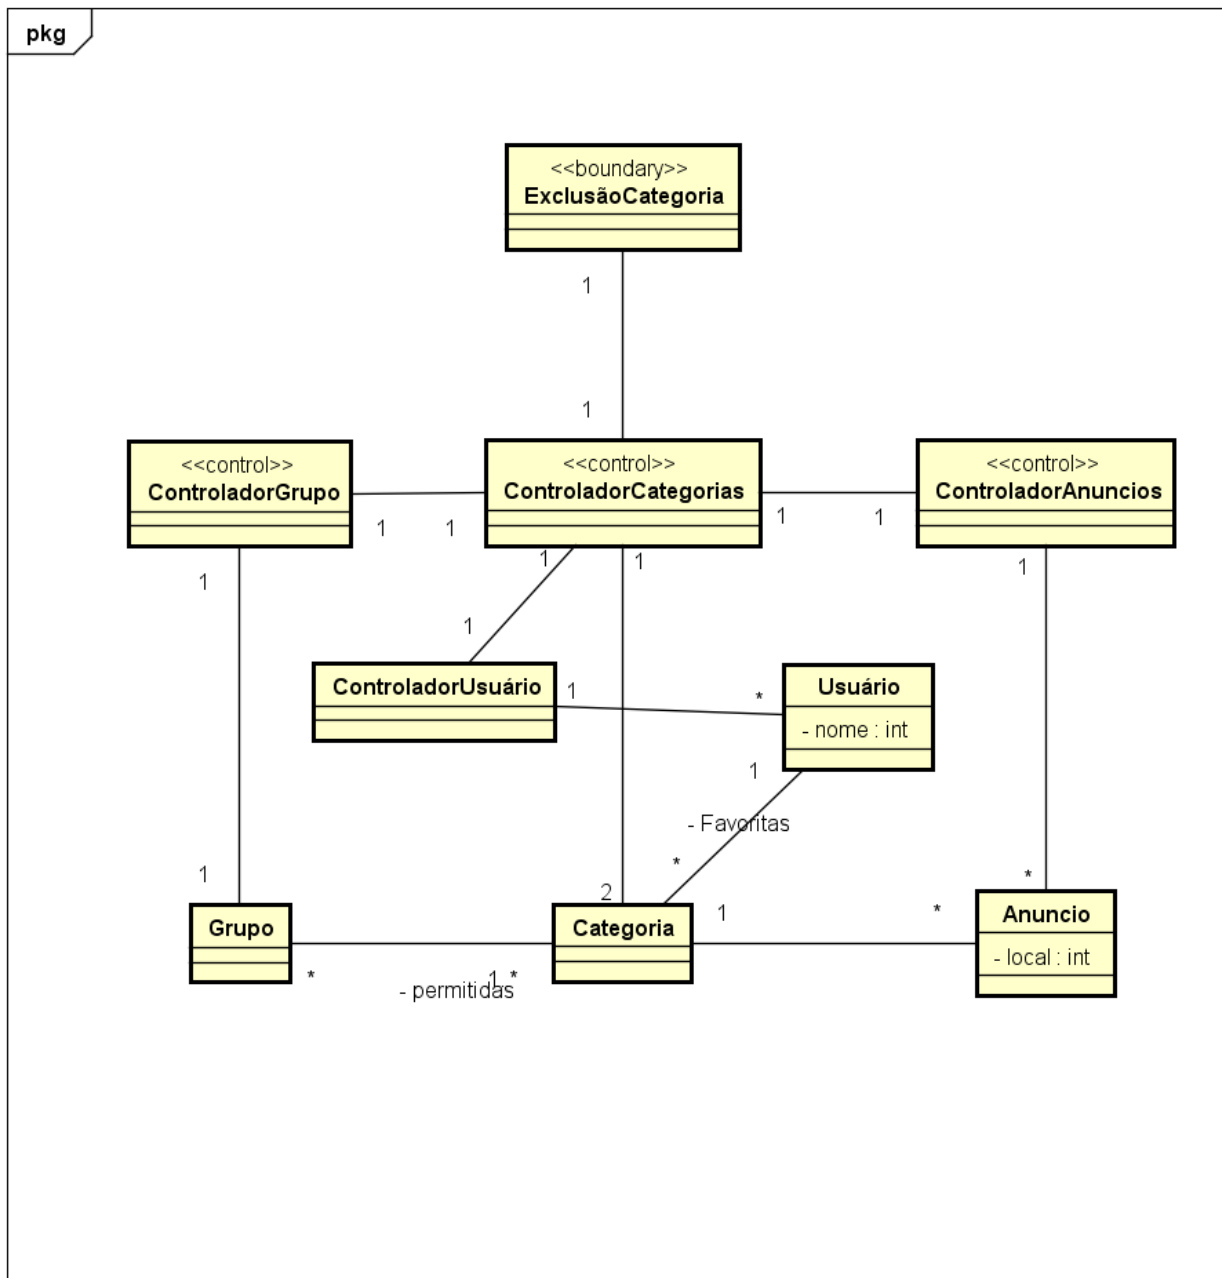 pkg
<<boundary>>
ExclusãoCategoria
1
1
<<control>>
ControladorGrupo
<<control>>
ControladorCategorias
<<control>>
ControladorAnuncios
1
1
1
1
1
1
1
1
1
ControladorUsuário
1
*
Usuário
- nome : int
1
- Favoritas
*
1
2
1
*
*
Grupo
Categoria
Anuncio
- local : int
*
1..*
- permitidas